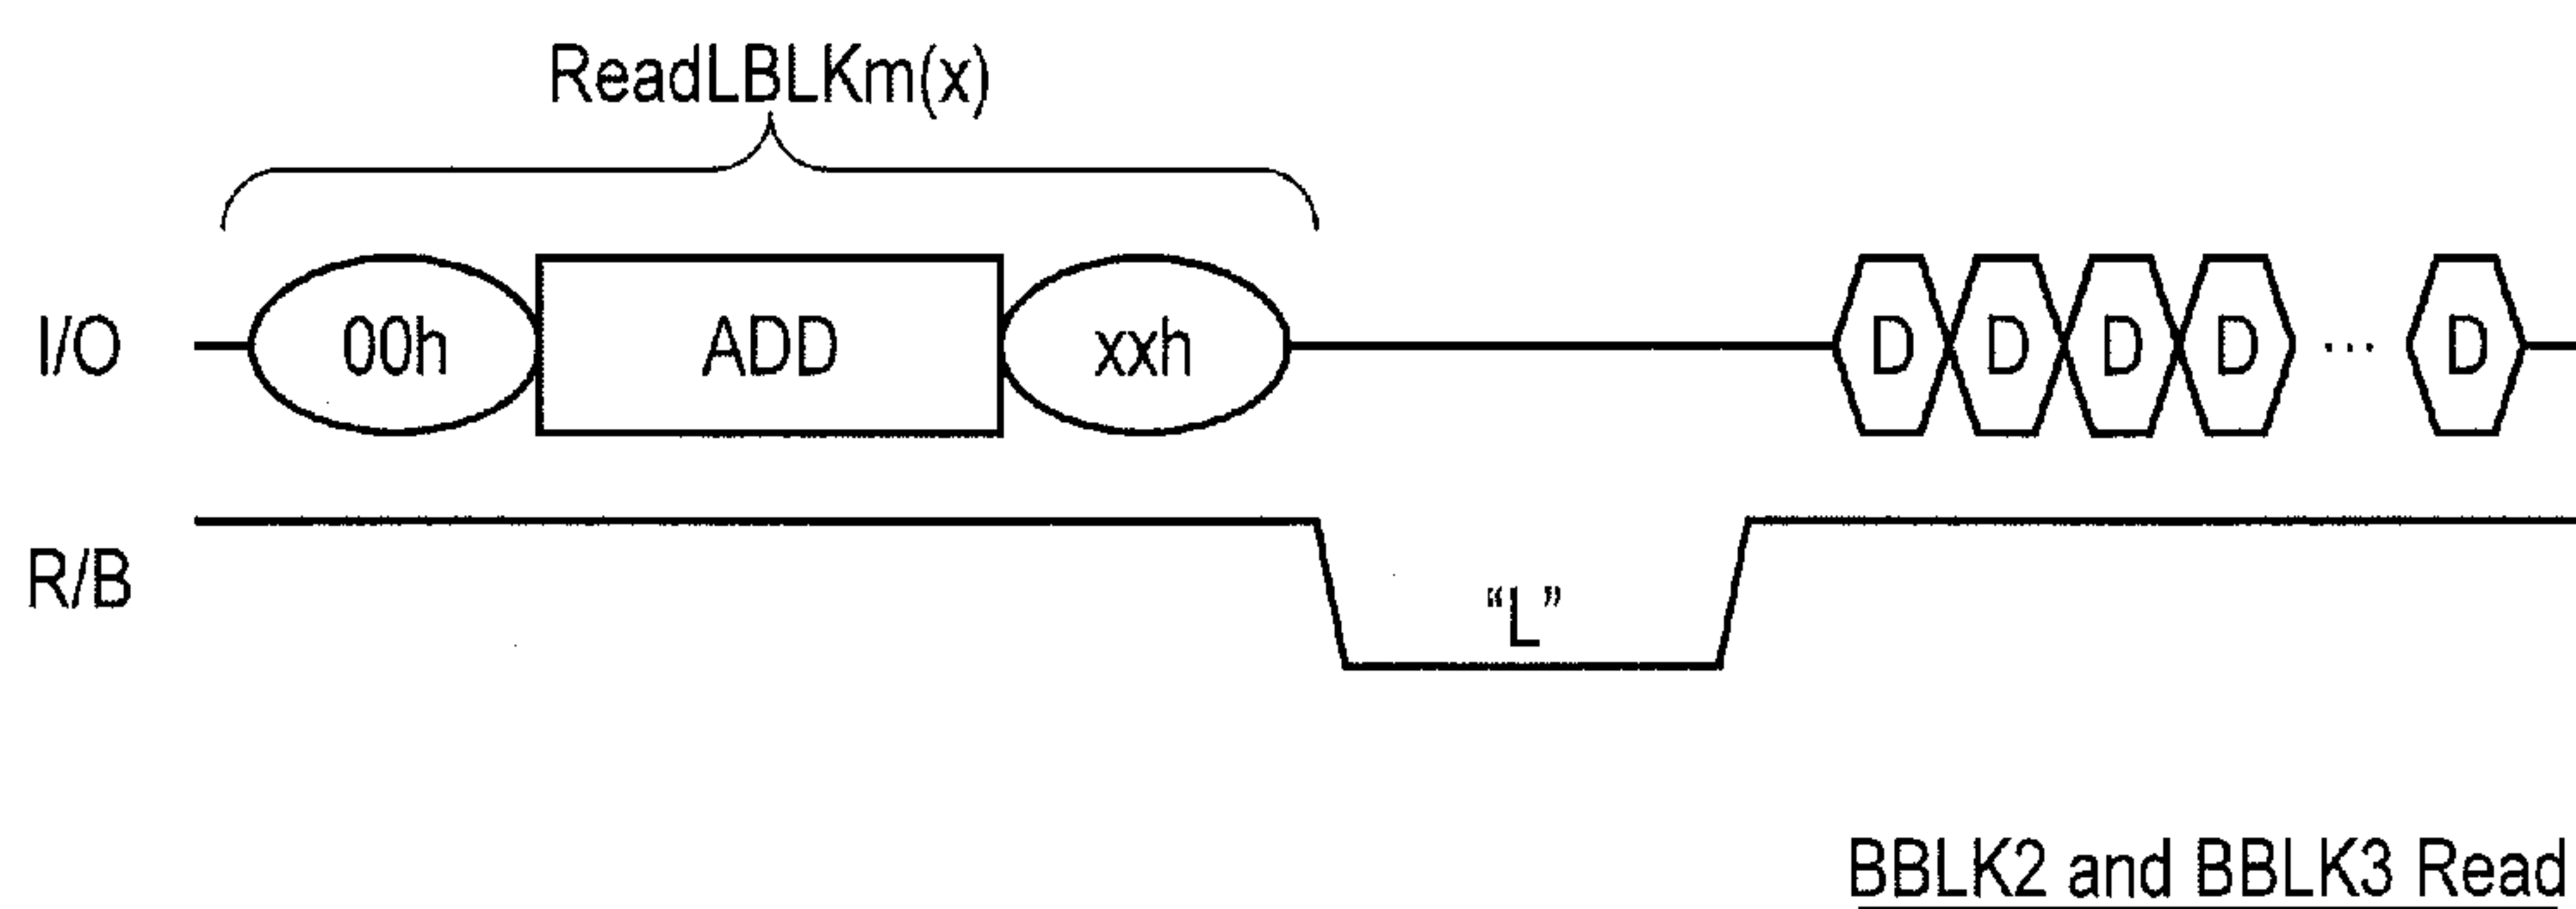 ReadLBLKm(x)
I/O 00h ADD xxh D D D D ... D
R/B
“L”
BBLK2 and BBLK3 Read